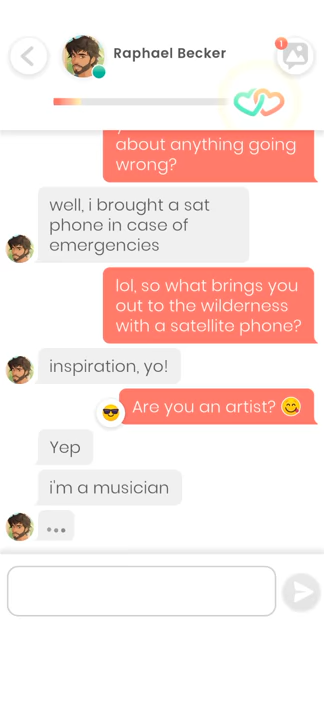 Raphael Becker
1
about anything going
wrong?
well, i brought a sat
phone in case of
emergencies
lol, so what brings you
out to the wilderness
with a satellite phone?
inspiration, yo!
Are you an artist? 😋
Yep
i'm a musician
...